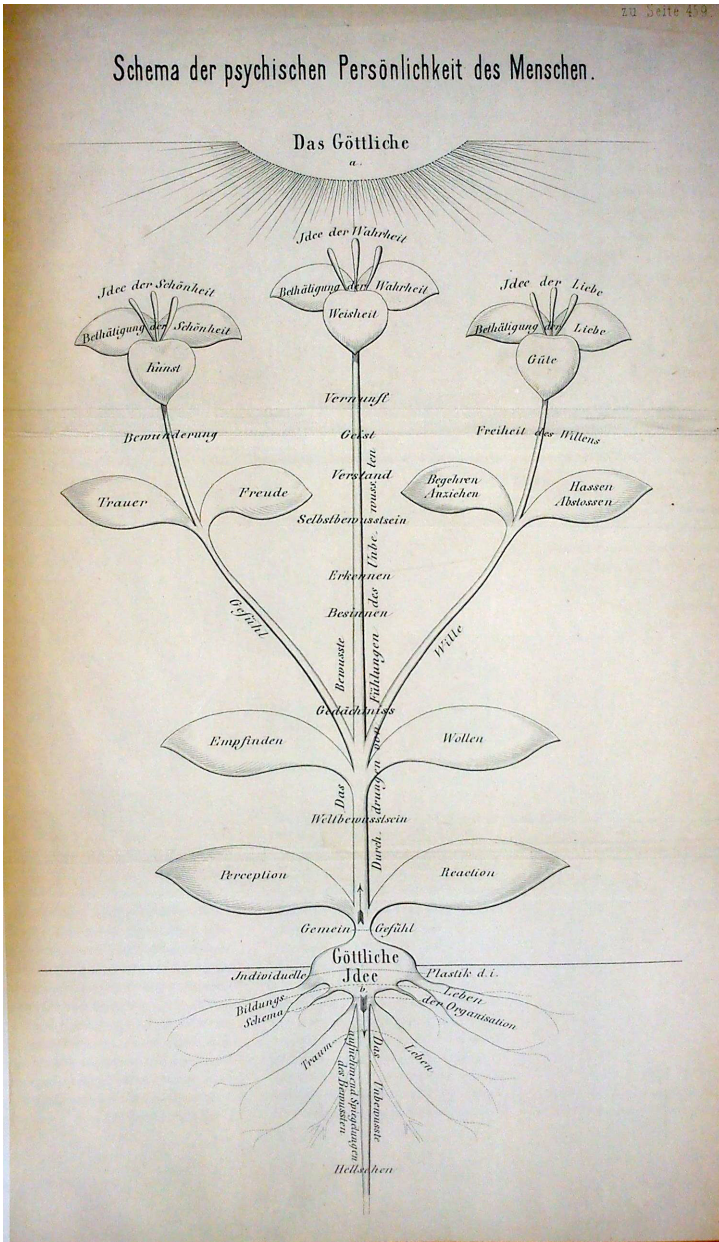 zu Seite 459.
Schema der psychischen Persönlichkeit des Menschen.
Das Göttliche
a.
Jdee der Wahrheit
Bethätigung der Wahrheit
Weisheit
Jdee der Schönheit
Bethätigung der Schönheit
Kunst
Jdee der Liebe
Bethätigung der Liebe
Güte
Vernunft
Geist
Verstand
Selbstbewusstsein
Erkennen
Besinnen
Gedächtniss
Weltbewusstsein
Bewunderung
Trauer
Freude
Gefühl
Freiheit des Willens
Begehren
Anziehen
Hassen
Abstossen
Wille
Das Bewusste
Durchdrungen von Fühlungen des Unbewussten
Empfinden
Wollen
Perception
Reaction
Gemein Gefühl
Göttliche
Jdee
b.
Individuelle
Plastik d. i.
Bildungs
Schema
Leben
der Organisation
Traum
Leben
aufnehmend Spiegelungen
des Bewussten
Das Unbewusste
Hellsehen